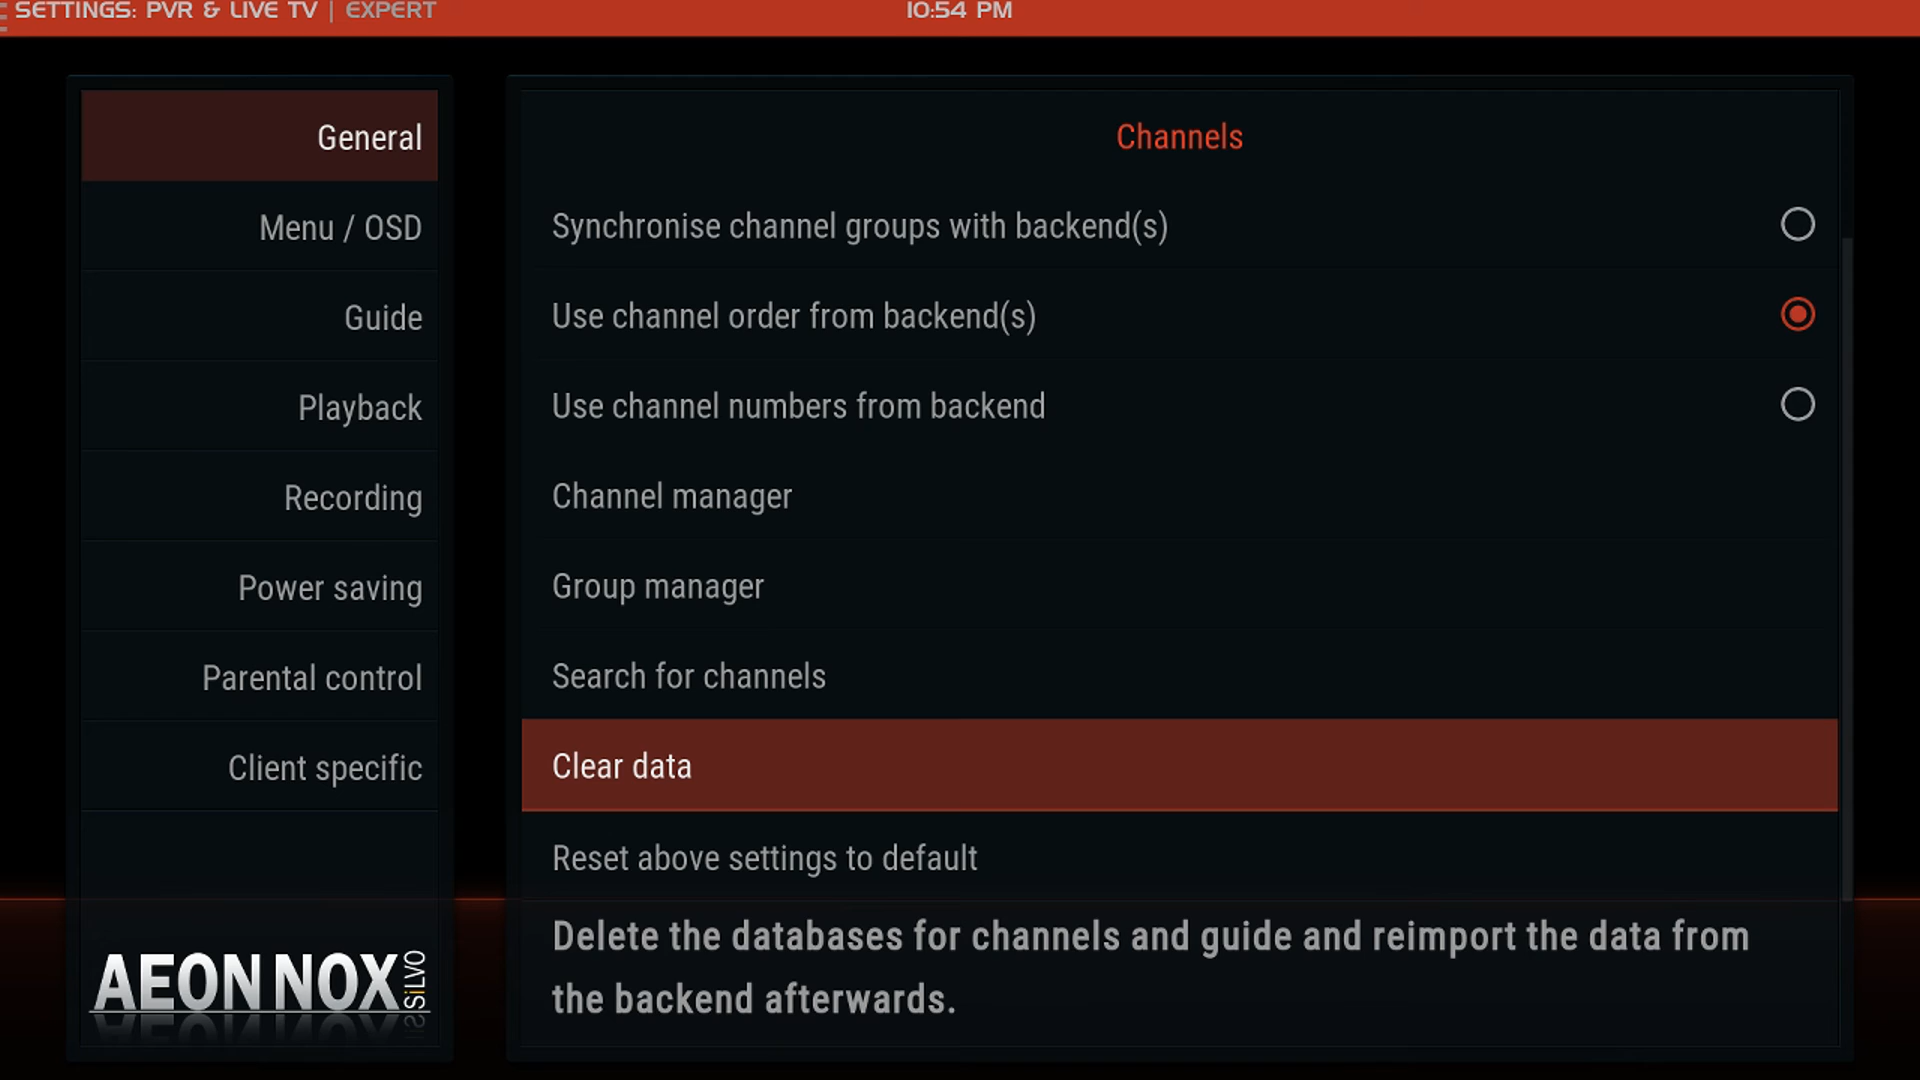 SETTINGS: PVR & LIVE TV | EXPERT
10:54 PM
General
Menu / OSD
Guide
Playback
Recording
Power saving
Parental control
Client specific
AEON NOX SiLVO
Channels
Synchronise channel groups with backend(s)
Use channel order from backend(s)
Use channel numbers from backend
Channel manager
Group manager
Search for channels
Clear data
Reset above settings to default
Delete the databases for channels and guide and reimport the data from
the backend afterwards.